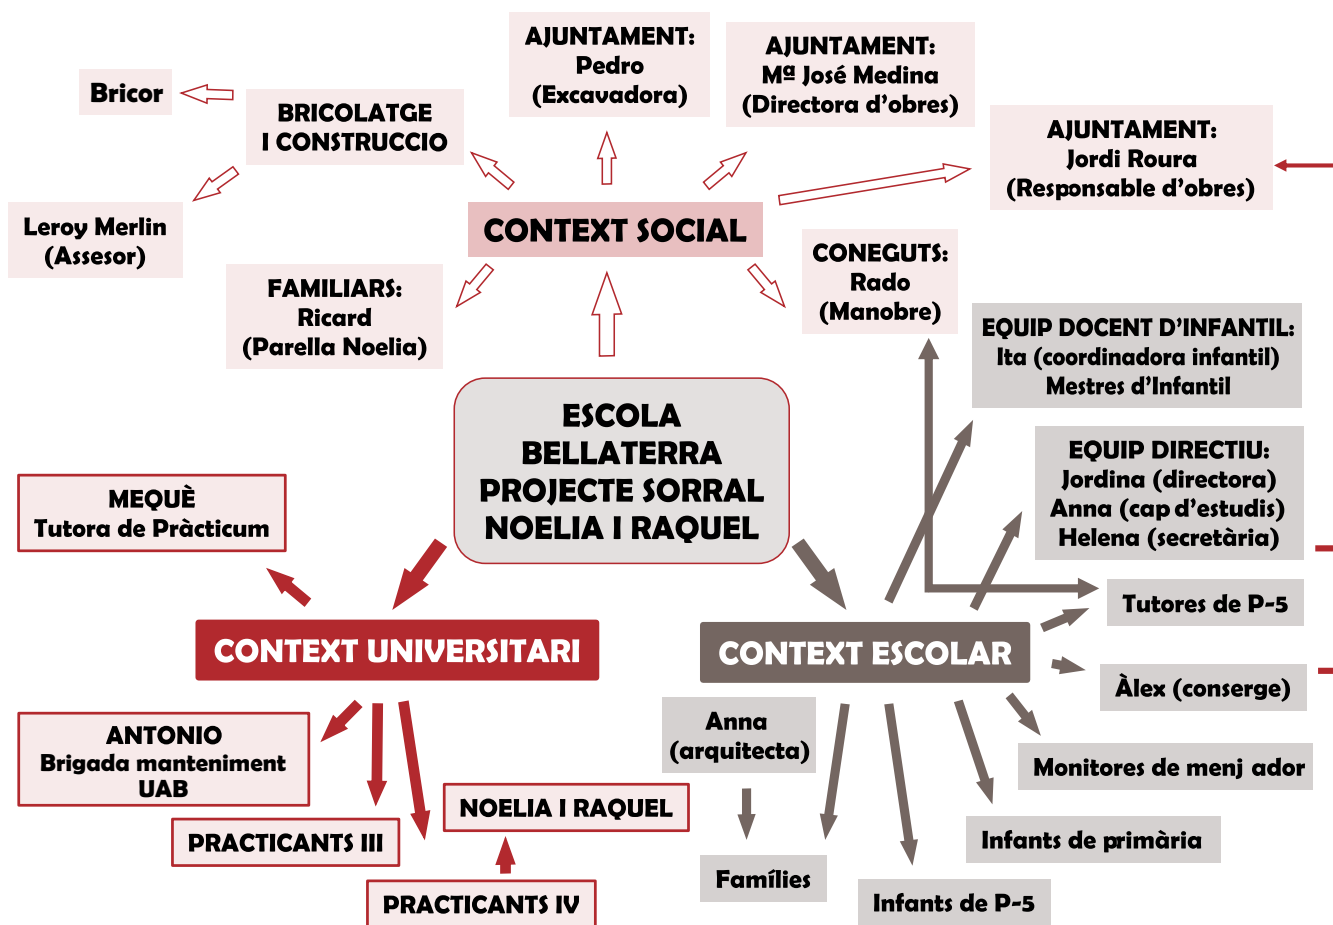 AJUNTAMENT:
Pedro
(Excavadora)
AJUNTAMENT:
Mª José Medina
(Directora d'obres)
Bricor
BRICOLATGE
I CONSTRUCCIO
AJUNTAMENT:
Jordi Roura
(Responsable d'obres)
Leroy Merlin
(Assesor)
CONTEXT SOCIAL
FAMILIARS:
Ricard
(Parella Noelia)
CONEGUTS:
Rado
(Manobre)
EQUIP DOCENT D'INFANTIL:
Ita (coordinadora infantil)
Mestres d'Infantil
ESCOLA
BELLATERRA
PROJECTE SORRAL
NOELIA I RAQUEL
EQUIP DIRECTIU:
Jordina (directora)
Anna (cap d'estudis)
Helena (secretària)
MEQUÈ
Tutora de Pràcticum
Tutores de P-5
CONTEXT UNIVERSITARI
CONTEXT ESCOLAR
Àlex (conserge)
ANTONIO
Brigada manteniment
UAB
Anna
(arquitecta)
Monitores de menj ador
NOELIA I RAQUEL
PRACTICANTS III
Infants de primària
Famílies
PRACTICANTS IV
Infants de P-5